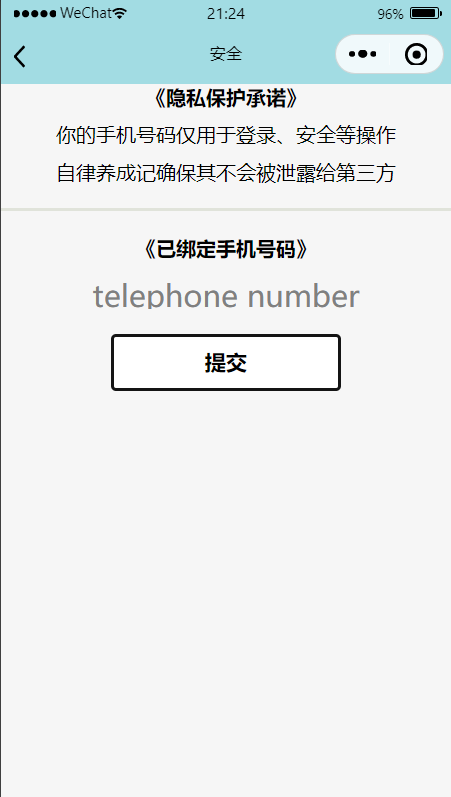 WeChat 21:24 96%
安全
《隐私保护承诺》
你的手机号码仅用于登录、安全等操作
自律养成记确保其不会被泄露给第三方
《已绑定手机号码》
telephone number
提交